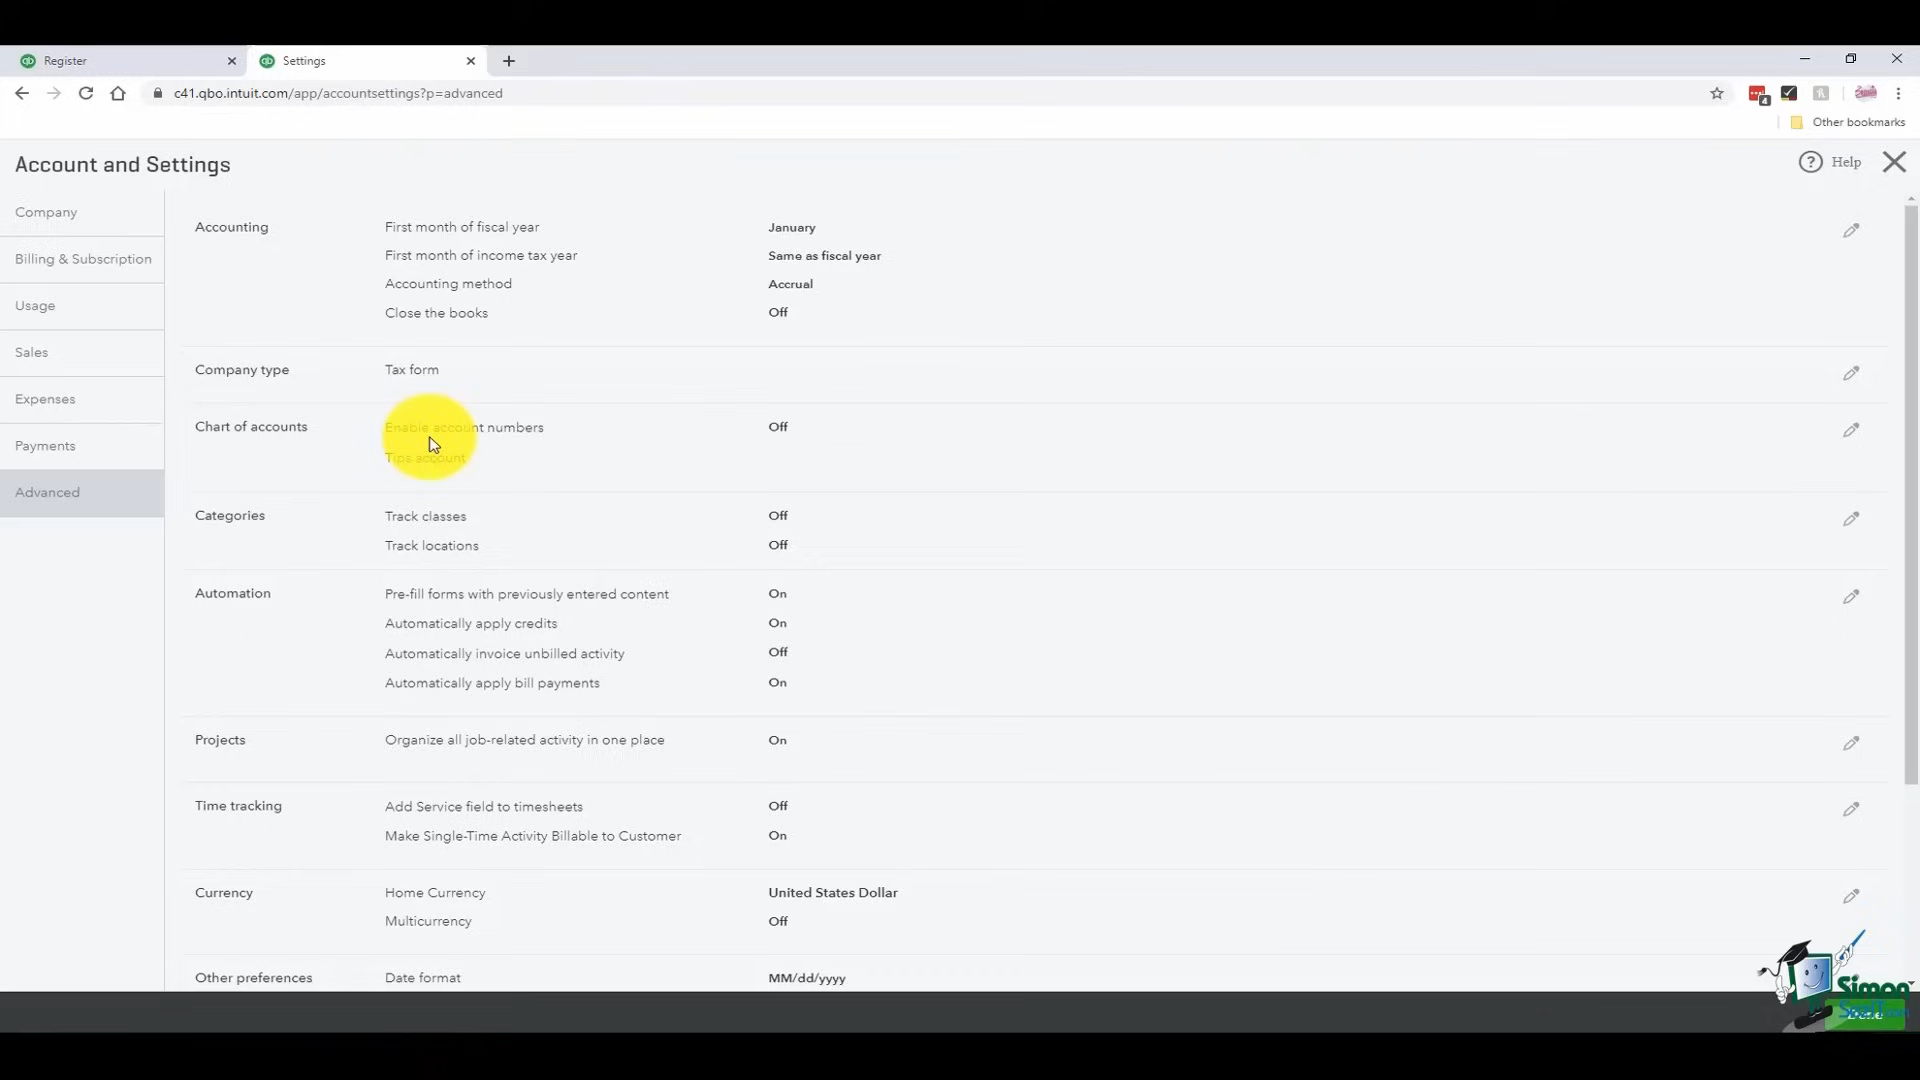 Register
Settings
c41.qbo.intuit.com/app/accountsettings?p=advanced
4
Other bookmarks
Account and Settings
? Help
Company
Billing & Subscription
Usage
Sales
Expenses
Payments
Advanced
Accounting
First month of fiscal year January
First month of income tax year Same as fiscal year
Accounting method Accrual
Close the books Off
Company type Tax form
Chart of accounts Enable account numbers Off
Tips account
Categories Track classes Off
Track locations Off
Automation Pre-fill forms with previously entered content On
Automatically apply credits On
Automatically invoice unbilled activity Off
Automatically apply bill payments On
Projects Organize all job-related activity in one place On
Time tracking Add Service field to timesheets Off
Make Single-Time Activity Billable to Customer On
Currency Home Currency United States Dollar
Multicurrency Off
Other preferences Date format MM/dd/yyyy
Simon
SezIT.com